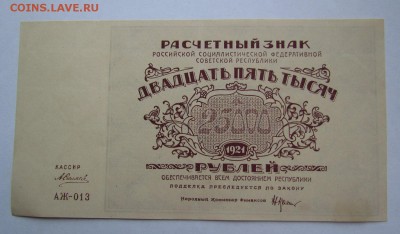 COINS.LAVE.RU
РАСЧЕТНЫЙ ЗНАК
РОССИЙСКОЙ СОЦИАЛИСТИЧЕСКОЙ ФЕДЕРАТИВНОЙ
СОВЕТСКОЙ РЕСПУБЛИКИ
ДВАДЦАТЬ ПЯТЬ ТЫСЯЧ
25000
1921
РУБЛЕЙ
ОБЕСПЕЧИВАЕТСЯ ВСЕМ ДОСТОЯНИЕМ РЕСПУБЛИКИ
ПОДДЕЛКА ПРЕСЛЕДУЕТСЯ ПО ЗАКОНУ
КАССИР
АЖ-013
Народный Комиссар Финансов